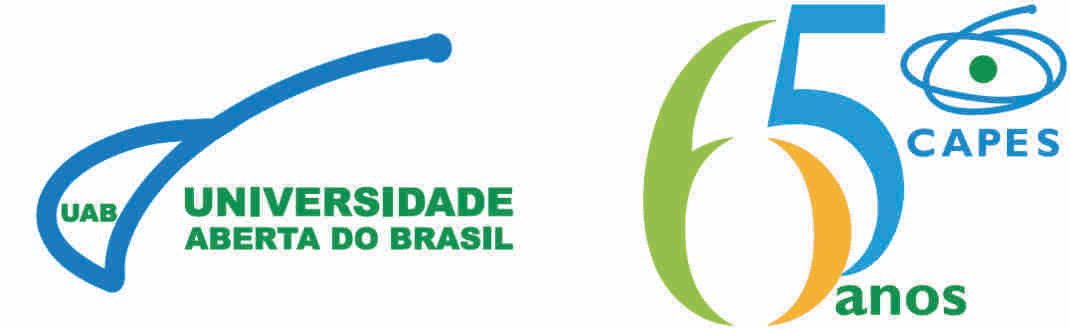 UAB
UNIVERSIDADE
ABERTA DO BRASIL
65
CAPES
anos